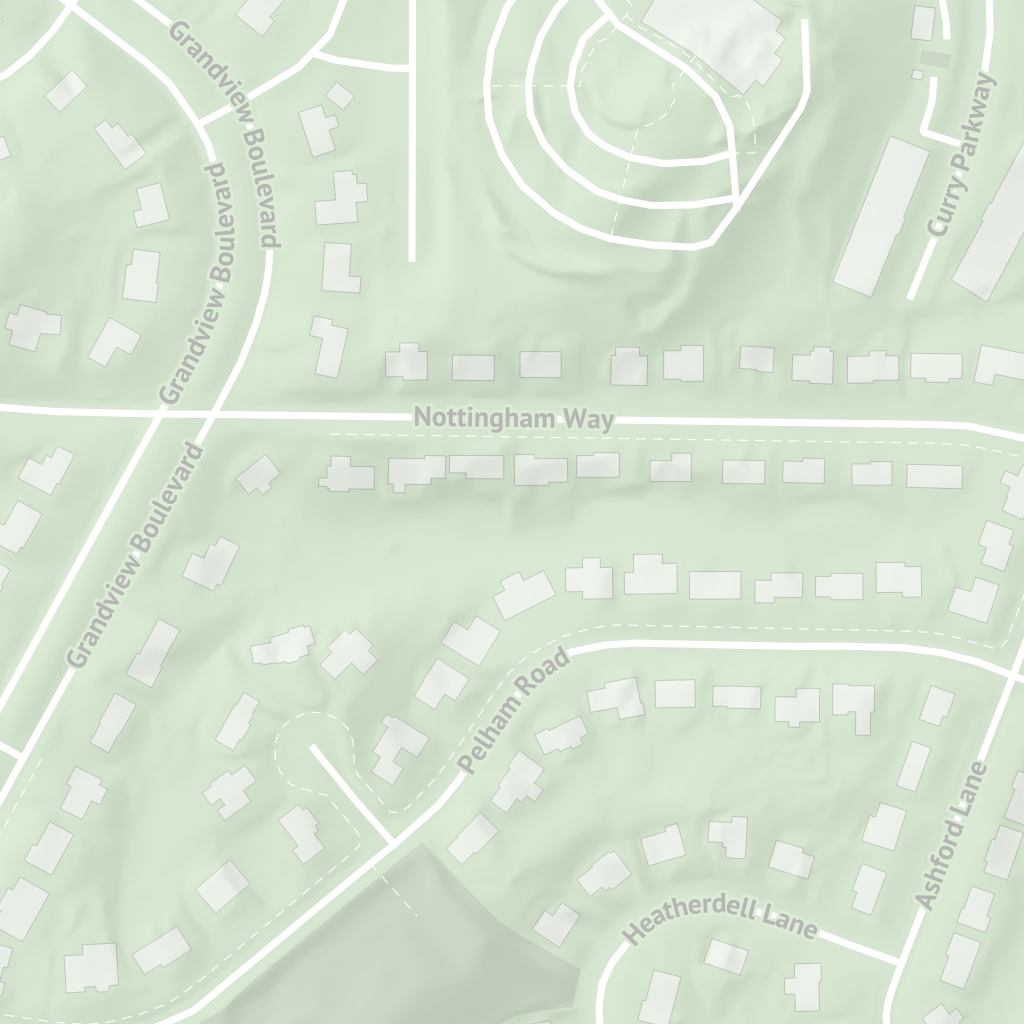 Grandview Boulevard
Grandview Boulevard
Curry Parkway
Nottingham Way
Grandview Boulevard
Pelham Road
Ashford Lane
Heatherdell Lane